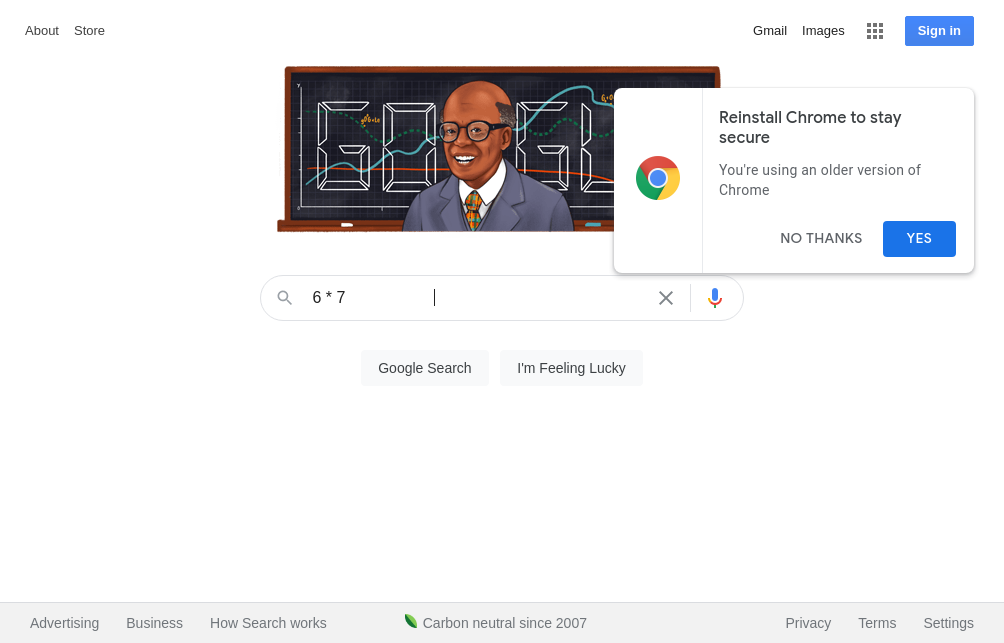 About Store
Gmail Images Sign in
Reinstall Chrome to stay
secure
You're using an older version of
Chrome
NO THANKS YES
6 * 7
Google Search I'm Feeling Lucky
Advertising Business How Search works Carbon neutral since 2007 Privacy Terms Settings